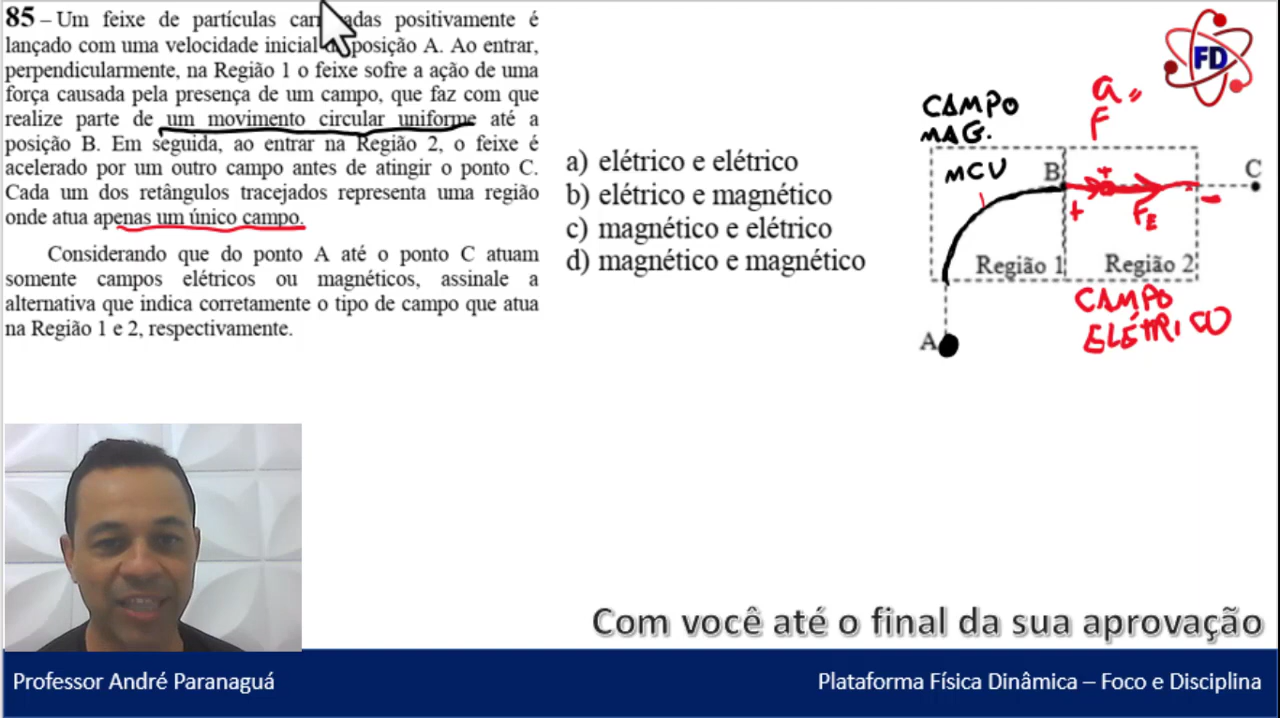 85 – Um feixe de partículas carregadas positivamente é
lançado com uma velocidade inicial posição A. Ao entrar,
perpendicularmente, na Região 1 o feixe sofre a ação de uma
força causada pela presença de um campo, que faz com que
realize parte de um movimento circular uniforme até a
posição B. Em seguida, ao entrar na Região 2, o feixe é
acelerado por um outro campo antes de atingir o ponto C.
Cada um dos retângulos tracejados representa uma região
onde atua apenas um único campo.
Considerando que do ponto A até o ponto C atuam
somente campos elétricos ou magnéticos, assinale a
alternativa que indica corretamente o tipo de campo que atua
na Região 1 e 2, respectivamente.
a) elétrico e elétrico
b) elétrico e magnético
c) magnético e elétrico
d) magnético e magnético
FD
CAMPO
MAG.
a =
F
MCU
B
+
C
+
FE
-
Região 1
Região 2
CAMPO
ELÉTRICO
A
Com você até o final da sua aprovação
Professor André Paranaguá
Plataforma Física Dinâmica – Foco e Disciplina